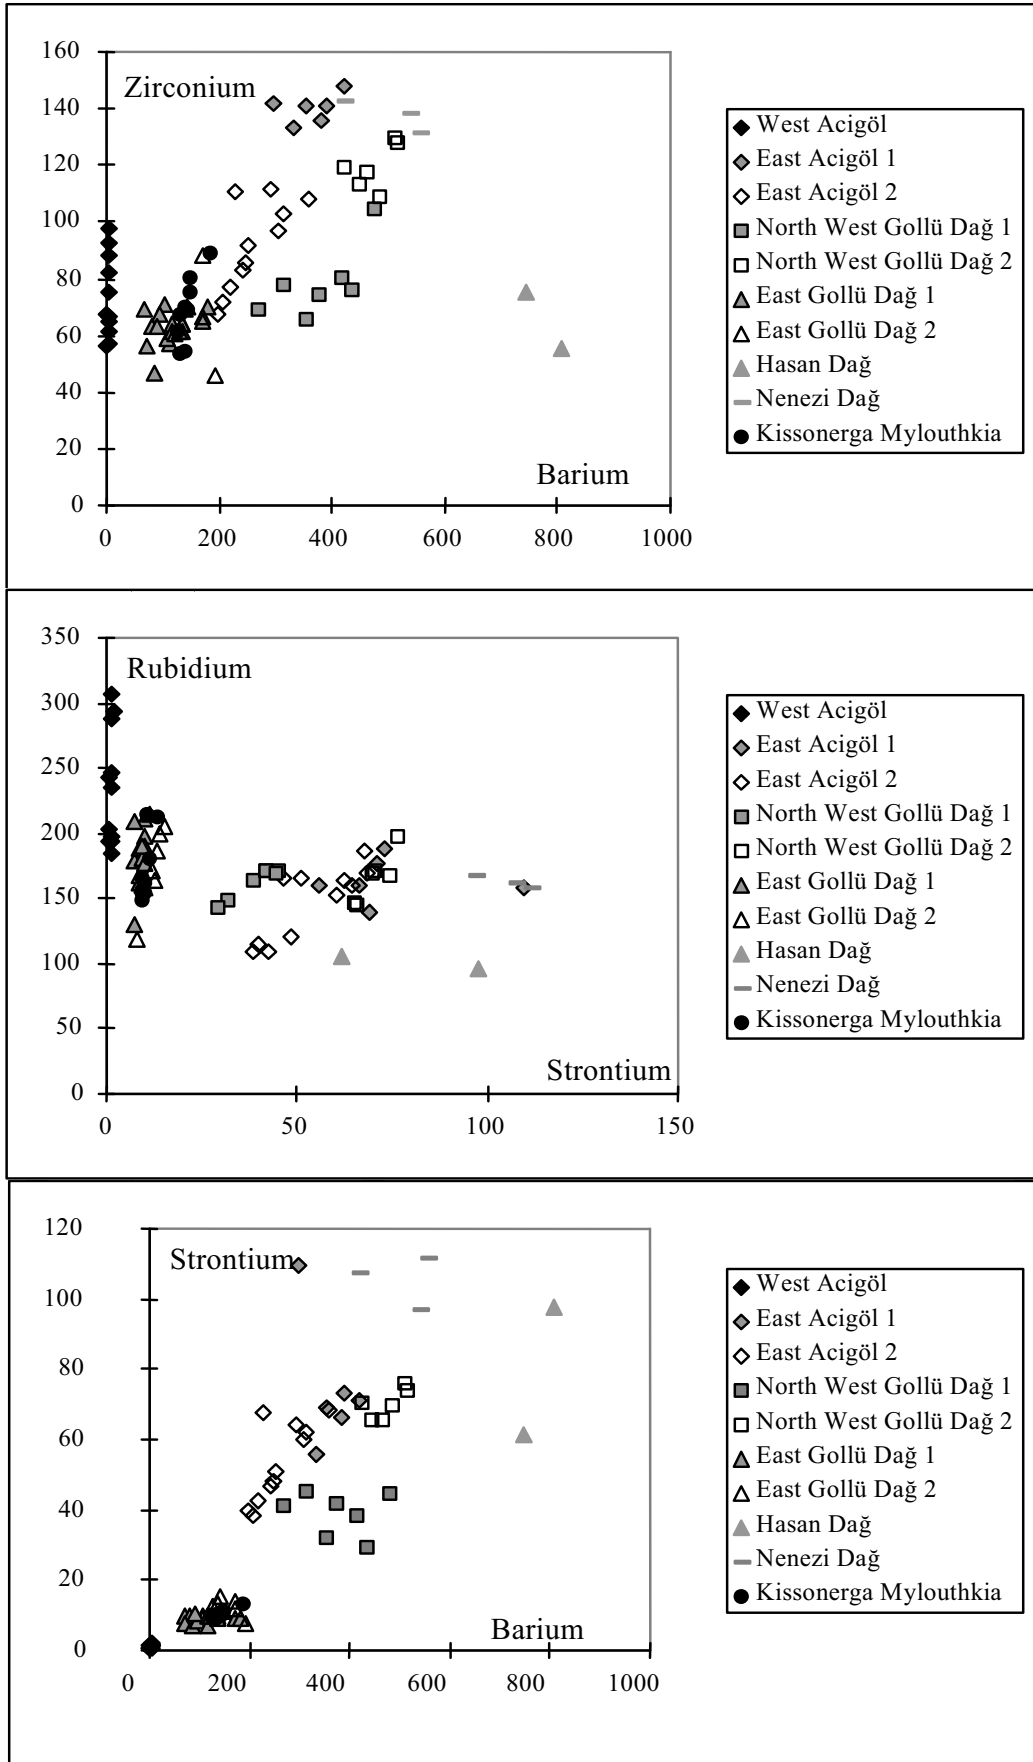 160
140
120
100
80
60
40
20
0
Zirconium
Barium
0 200 400 600 800 1000
West Acigöl
East Acigöl 1
East Acigöl 2
North West Gollü Dağ 1
North West Gollü Dağ 2
East Gollü Dağ 1
East Gollü Dağ 2
Hasan Dağ
Nenezi Dağ
Kissonerga Mylouthkia
350
300
250
200
150
100
50
0
Rubidium
Strontium
0 50 100 150
West Acigöl
East Acigöl 1
East Acigöl 2
North West Gollü Dağ 1
North West Gollü Dağ 2
East Gollü Dağ 1
East Gollü Dağ 2
Hasan Dağ
Nenezi Dağ
Kissonerga Mylouthkia
120
100
80
60
40
20
0
Strontium
Barium
0 200 400 600 800 1000
West Acigöl
East Acigöl 1
East Acigöl 2
North West Gollü Dağ 1
North West Gollü Dağ 2
East Gollü Dağ 1
East Gollü Dağ 2
Hasan Dağ
Nenezi Dağ
Kissonerga Mylouthkia